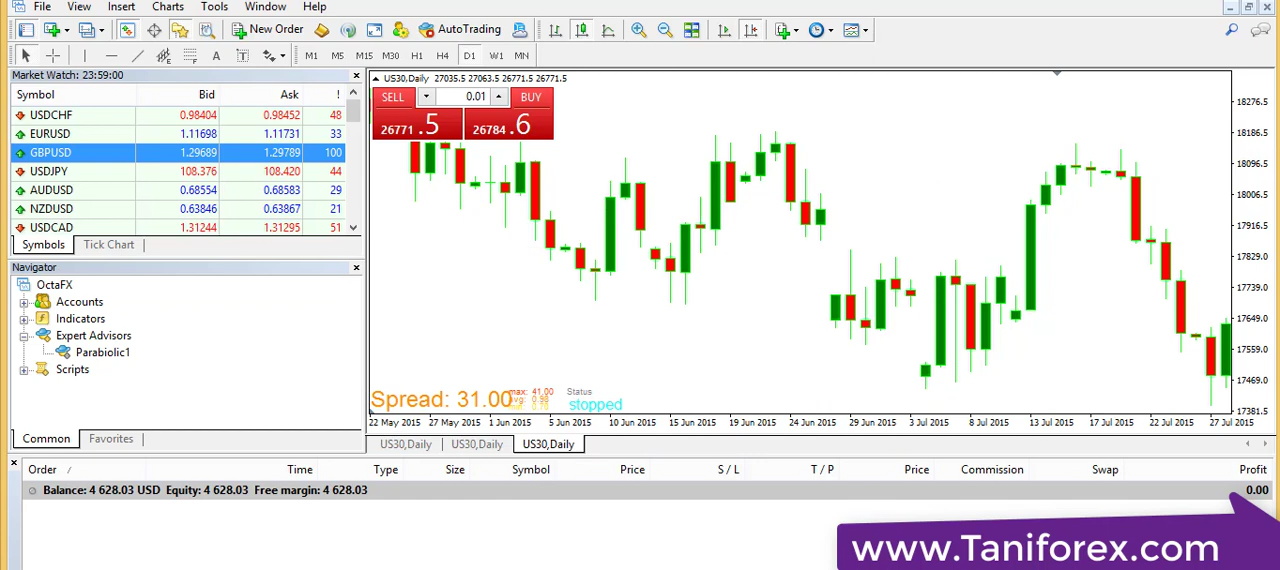 File View Insert Charts Tools Window Help
New Order AutoTrading
A T M1 M5 M15 M30 H1 H4 D1 W1 MN
Market Watch: 23:59:00
Symbol Bid Ask !
USDCHF 0.98404 0.98452 48
EURUSD 1.11698 1.11731 33
GBPUSD 1.29689 1.29789 100
USDJPY 108.376 108.420 44
AUDUSD 0.68554 0.68583 29
NZDUSD 0.63846 0.63867 21
USDCAD 1.31244 1.31295 51
Symbols Tick Chart
Navigator
OctaFX
Accounts
Indicators
Expert Advisors
Parabiolic1
Scripts
Common Favorites
US30,Daily 27035.5 27063.5 26771.5 26771.5
SELL 0.01 BUY
26771.5 26784.6
18276.5
18186.5
18096.5
18006.5
17916.5
17829.0
17739.0
17649.0
17559.0
17469.0
17381.5
Spread: 31.00
max: 41.00
Status
stopped
22 May 2015 27 May 2015 1 Jun 2015 5 Jun 2015 10 Jun 2015 15 Jun 2015 19 Jun 2015 24 Jun 2015 29 Jun 2015 3 Jul 2015 8 Jul 2015 13 Jul 2015 17 Jul 2015 22 Jul 2015 27 Jul 2015
US30,Daily US30,Daily US30,Daily
Order / Time Type Size Symbol Price S / L T / P Price Commission Swap Profit
Balance: 4 628.03 USD Equity: 4 628.03 Free margin: 4 628.03 0.00
www.Taniforex.com